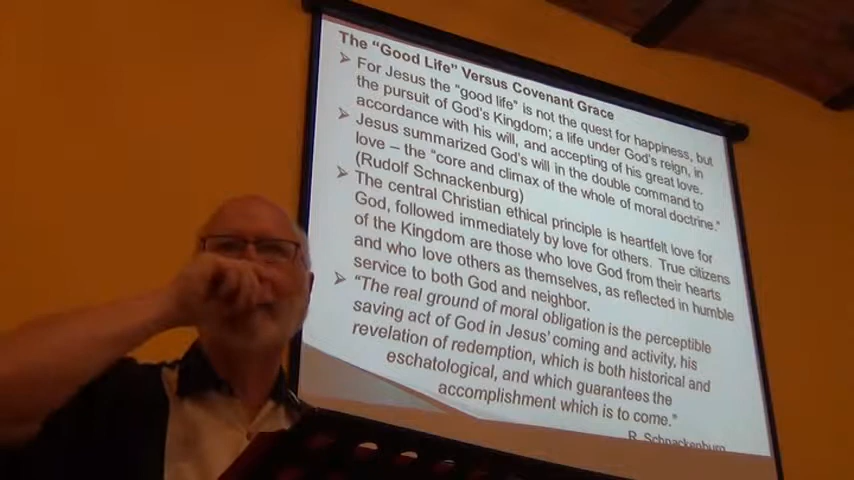 The “Good Life” Versus Covenant Grace
➢ For Jesus the “good life” is not the quest for happiness, but
the pursuit of God's Kingdom; a life under God's reign, in
accordance with his will, and accepting of his great love.
➢ Jesus summarized God's will in the double command to
love – the “core and climax of the whole of moral doctrine.”
(Rudolf Schnackenburg)
➢ The central Christian ethical principle is heartfelt love for
God, followed immediately by love for others. True citizens
of the Kingdom are those who love God from their hearts
and who love others as themselves, as reflected in humble
service to both God and neighbor.
➢ “The real ground of moral obligation is the perceptible
saving act of God in Jesus' coming and activity, his
revelation of redemption, which is both historical and
eschatological, and which guarantees the
accomplishment which is to come.”
R. Schnackenburg